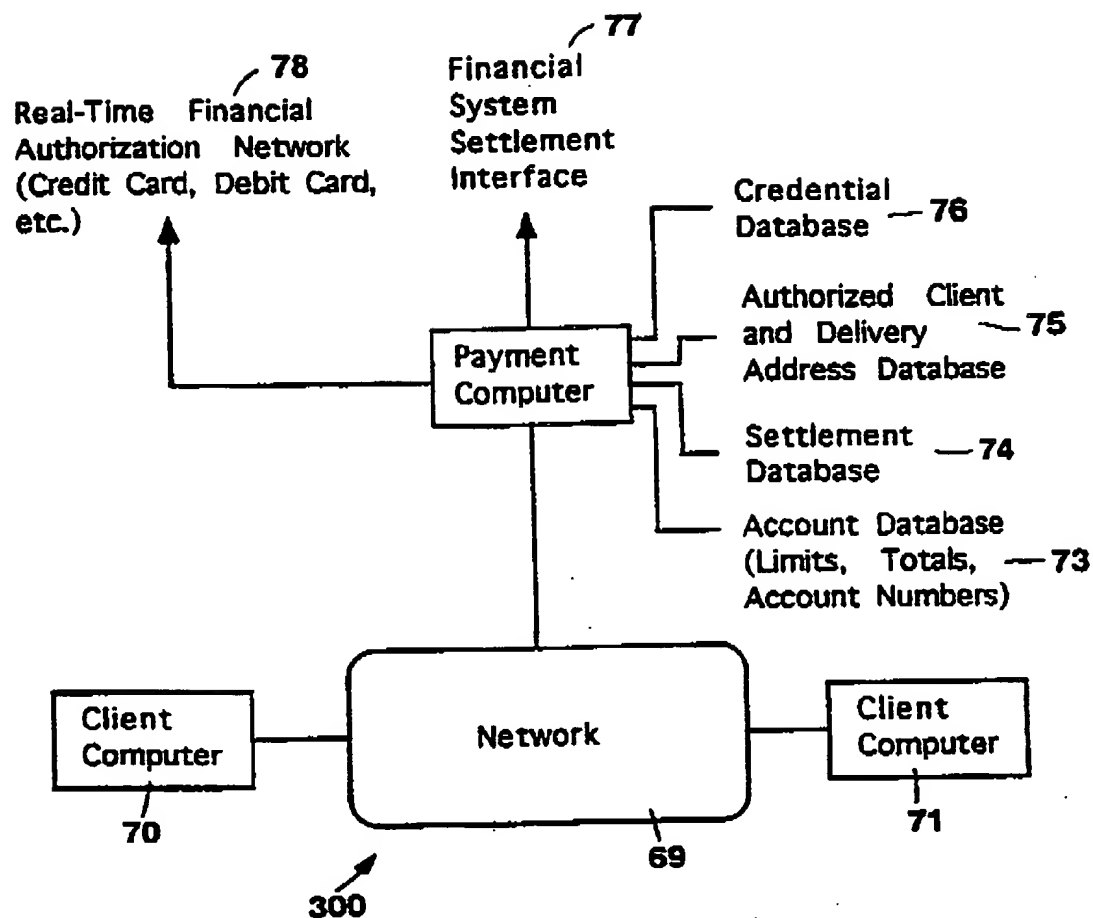 77
78
Real-Time Financial
Authorization Network
(Credit Card, Debit Card,
etc.)
Financial
System
Settlement
Interface
Credential
Database
76
Authorized Client
and Delivery
Address Database
75
Payment
Computer
Settlement
Database
74
Account Database
(Limits, Totals,
Account Numbers)
73
Client
Computer
70
Network
69
Client
Computer
71
300